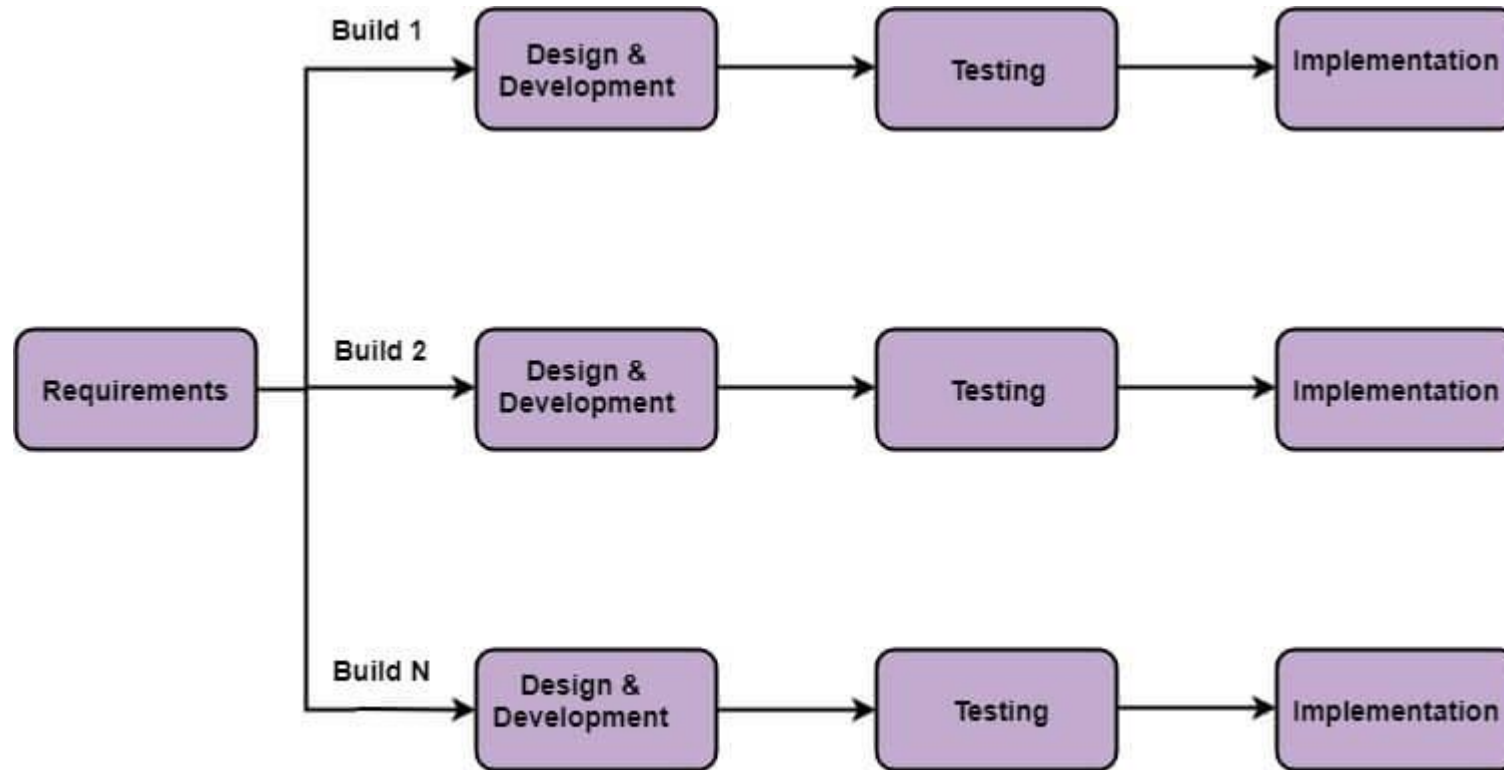 Build 1
Design &
Development
Testing
Implementation
Requirements
Build 2
Design &
Development
Testing
Implementation
Build N
Design &
Development
Testing
Implementation